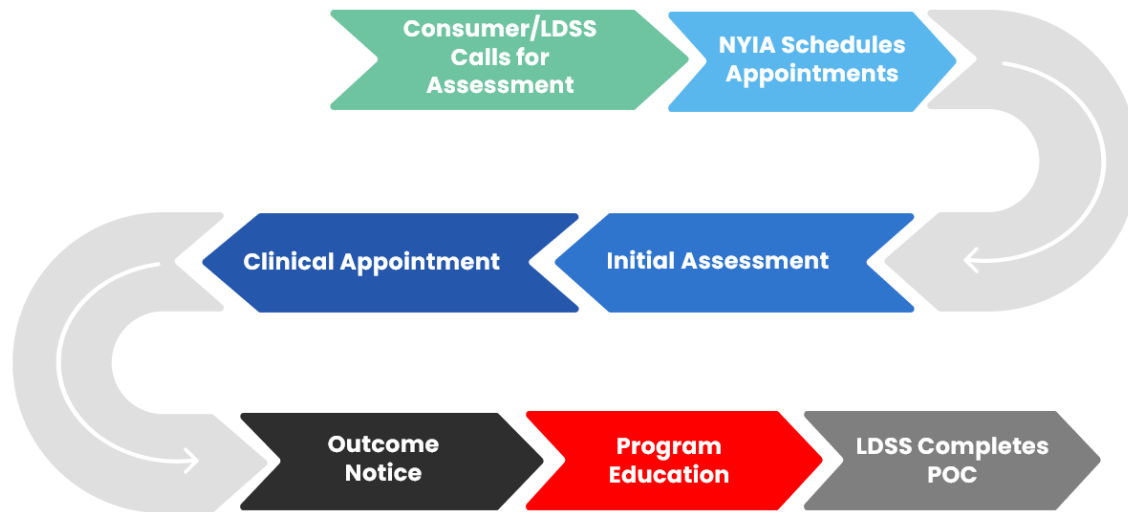 Consumer/LDSS
Calls for
Assessment
NYIA Schedules
Appointments
Initial Assessment
Clinical Appointment
Outcome
Notice
Program
Education
LDSS Completes
POC